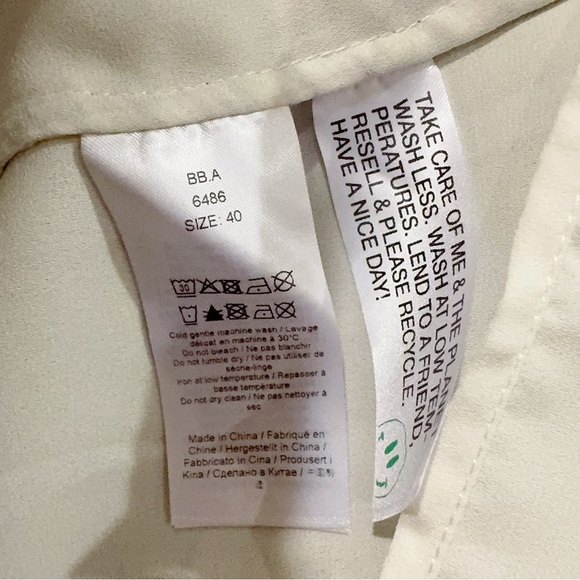 BB.A
6486
SIZE: 40
30
Cold gentle machine wash / Lavage
délicat en machine à 30°C
Do not bleach / Ne pas blanchir
Do not tumble dry / Ne pas utiliser de
sèche-linge
Iron at low temperature / Repasser à
basse température
Do not dry clean / Ne pas nettoyer à
sec
Made in China / Fabriqué en
Chine / Hergestellt in China /
Fabbricato in Cina / Produsert i
Kina / Сделано в Китае /
TAKE CARE OF ME & THE PLANE
WASH LESS. WASH AT LOW TEM-
PERATURES. LEND TO A FRIEND,
RESELL & PLEASE RECYCLE.
HAVE A NICE DAY!